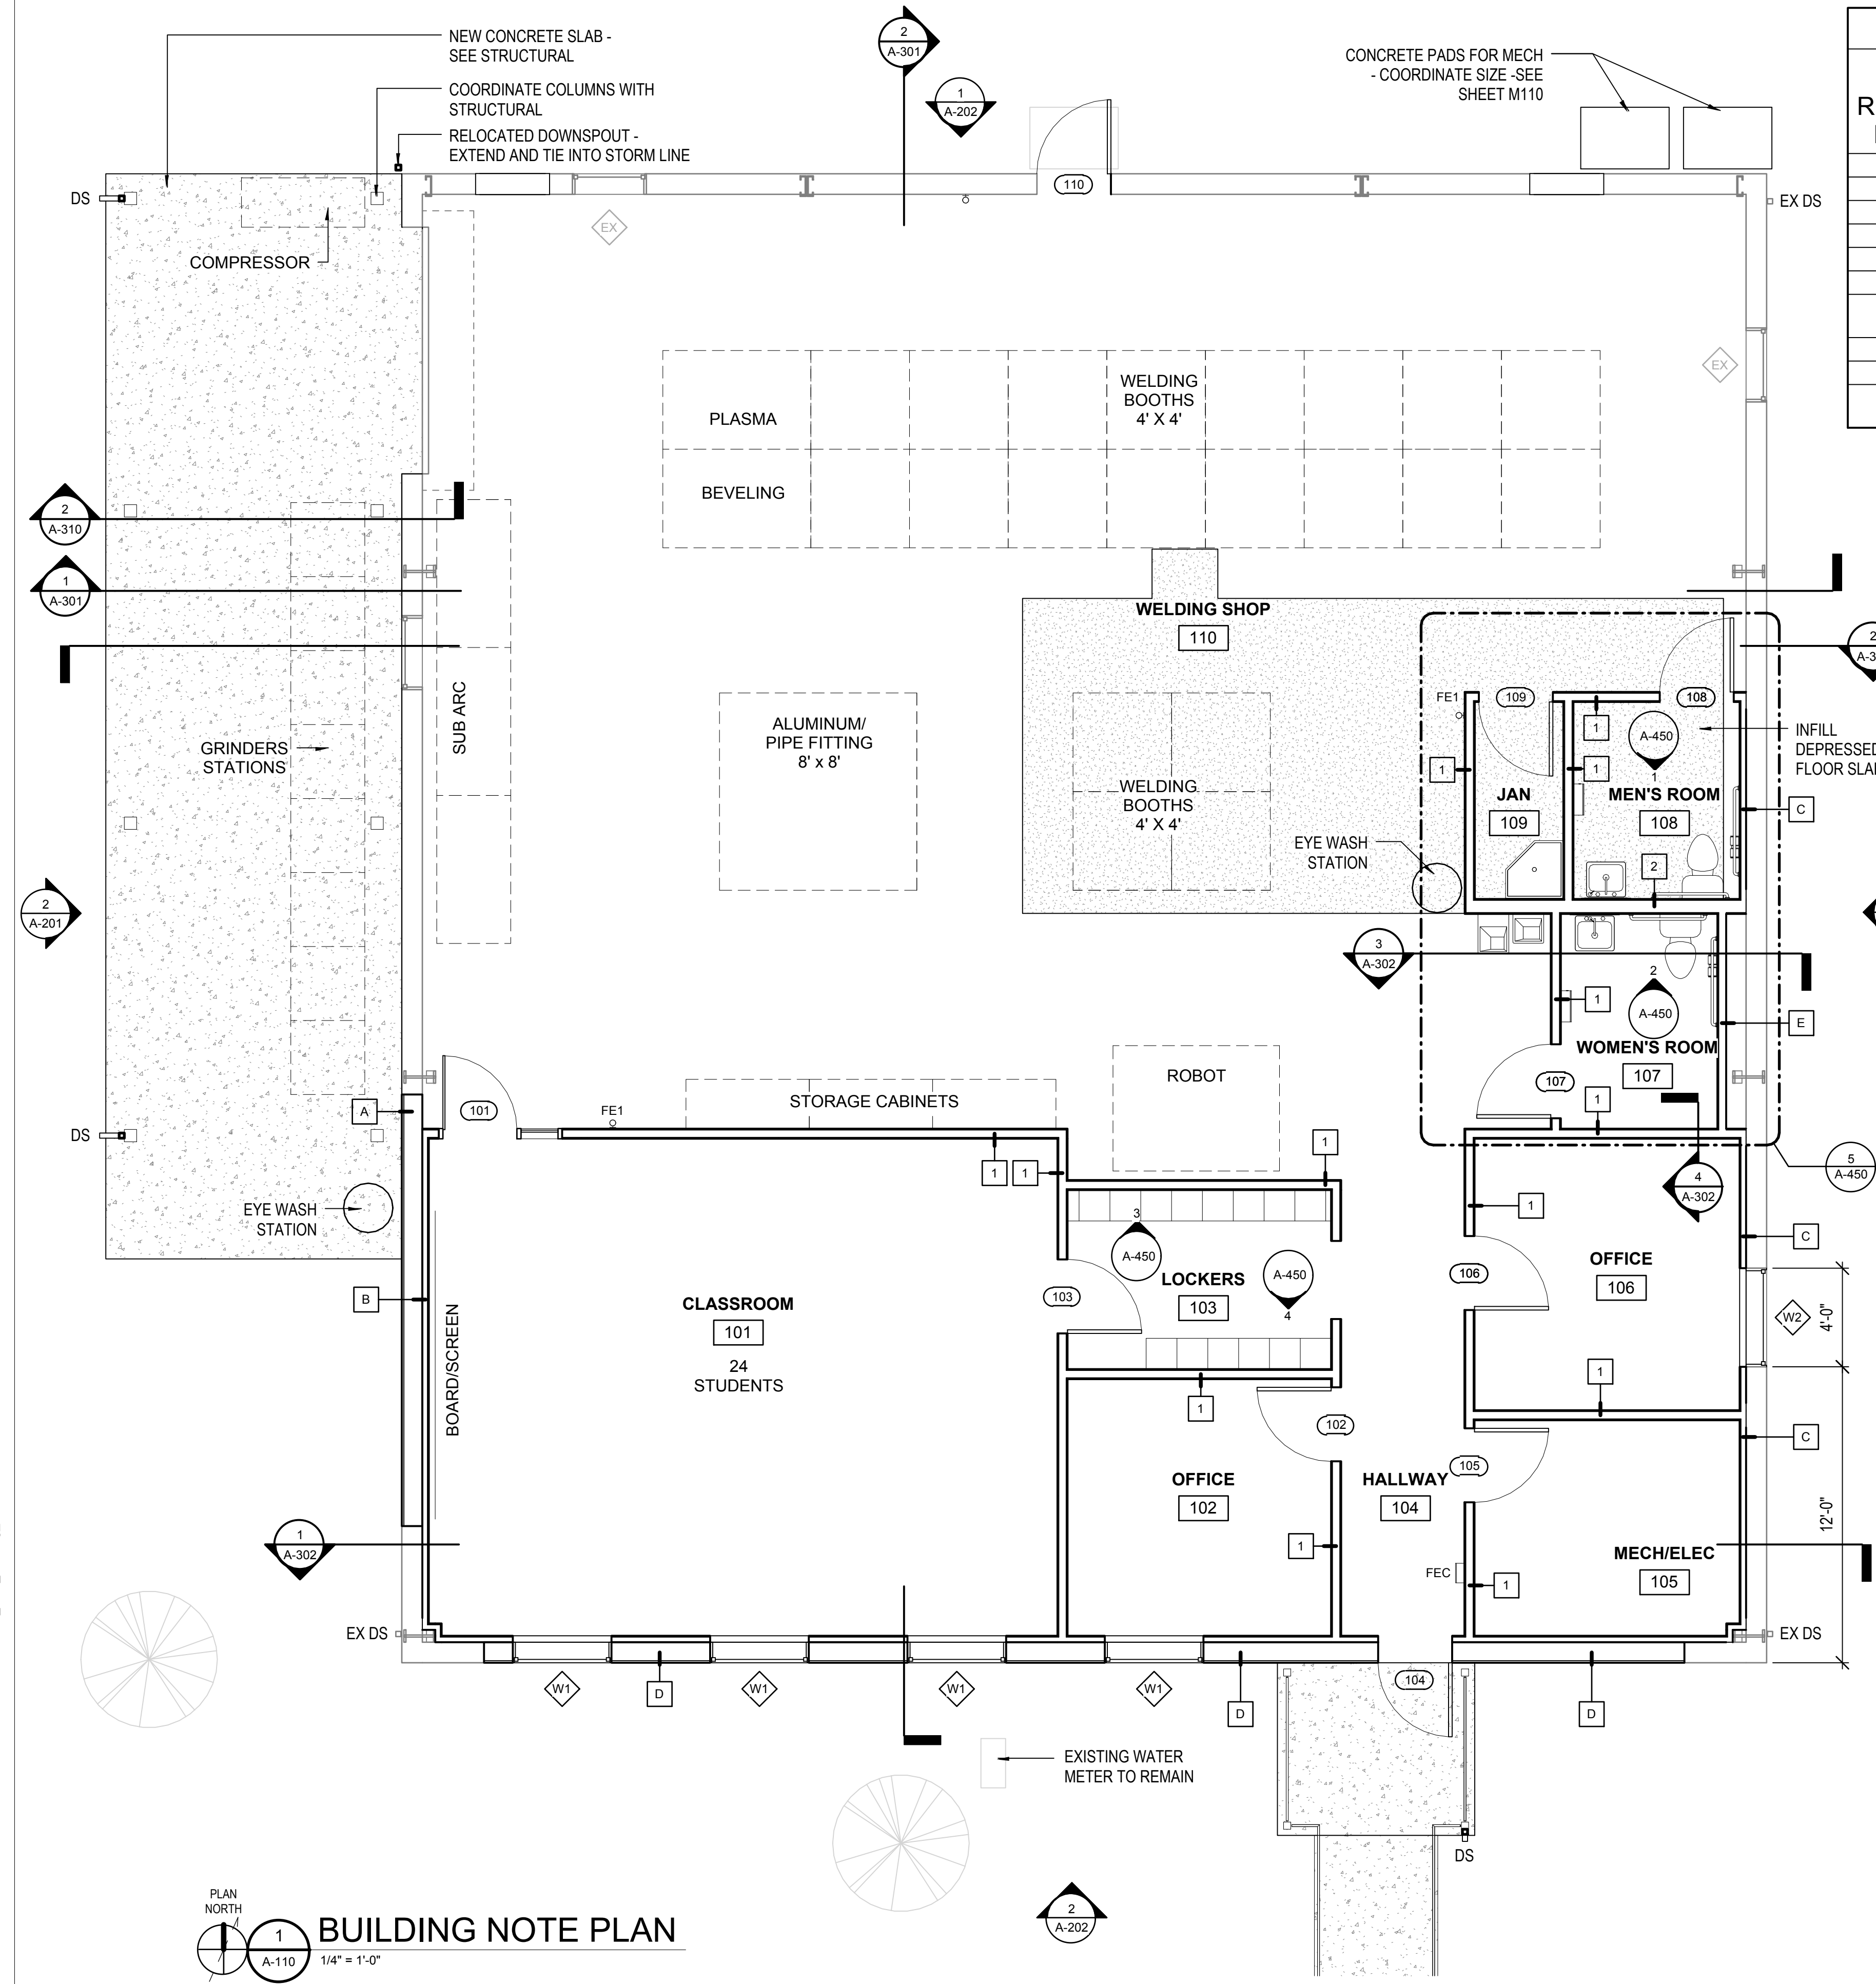 NEW CONCRETE SLAB -
SEE STRUCTURAL
COORDINATE COLUMNS WITH
STRUCTURAL
RELOCATED DOWNSPOUT -
EXTEND AND TIE INTO STORM LINE
2
A-301
1
A-202
CONCRETE PADS FOR MECH
- COORDINATE SIZE -SEE
SHEET M110
R
DS
110
EX DS
EX
COMPRESSOR
EX
WELDING
BOOTHS
4' X 4'
PLASMA
BEVELING
2
A-310
1
A-301
WELDING SHOP
110
2
SUB ARC
GRINDERS
STATIONS
ALUMINUM/
PIPE FITTING
8' x 8'
WELDING
BOOTHS
4' X 4'
FE1
109
108
1
A-450
1
INFILL
DEPRESSED
1
1
JAN
109
MEN'S ROOM
108
C
EYE WASH
STATION
2
2
A-201
3
A-302
2
A-450
1
E
WOMEN'S ROOM
107
107
ROBOT
STORAGE CABINETS
A
101
FE1
1
DS
1
1
1
5
A-450
4
A-302
EYE WASH
STATION
3
A-450
1
C
LOCKERS
103
A-450
4
106
OFFICE
106
B
103
CLASSROOM
101
24
STUDENTS
BOARD/SCREEN
W2
4'-0"
1
1
102
C
OFFICE
102
HALLWAY
104
105
12'-0"
1
A-302
1
MECH/ELEC
105
FEC
1
EX DS
EX DS
W1
D
W1
W1
W1
D
104
D
EXISTING WATER
METER TO REMAIN
DS
2
A-202
PLAN
NORTH
1
A-110
BUILDING NOTE PLAN
1/4" = 1'-0"